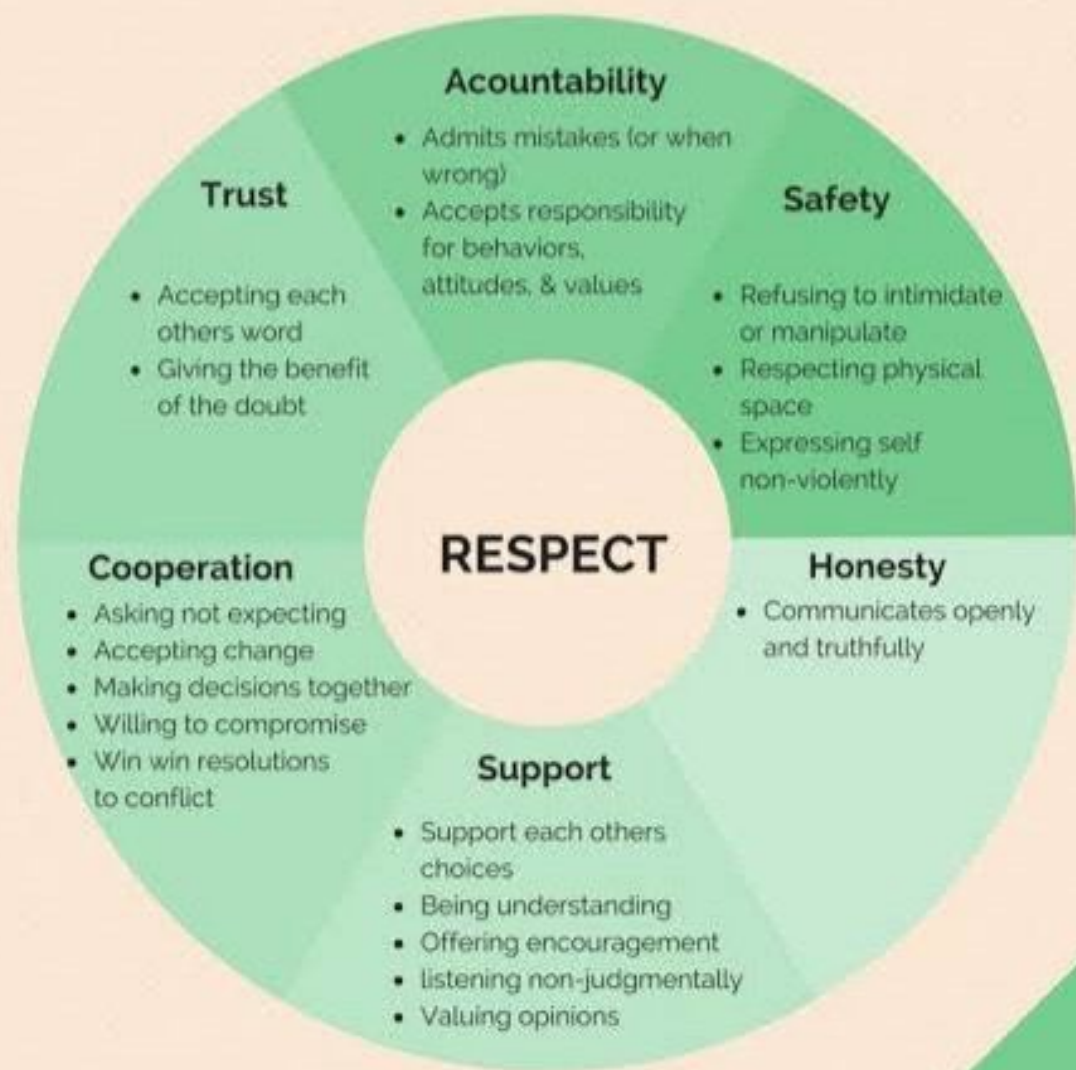 Acountability
• Admits mistakes (or when
wrong)
• Accepts responsibility
for behaviors,
attitudes, & values
Safety
• Refusing to intimidate
or manipulate
• Respecting physical
space
• Expressing self
non-violently
Honesty
• Communicates openly
and truthfully
Support
• Support each others
choices
• Being understanding
• Offering encouragement
• listening non-judgmentally
• Valuing opinions
Cooperation
• Asking not expecting
• Accepting change
• Making decisions together
• Willing to compromise
• Win win resolutions
to conflict
Trust
• Accepting each
others word
• Giving the benefit
of the doubt
RESPECT